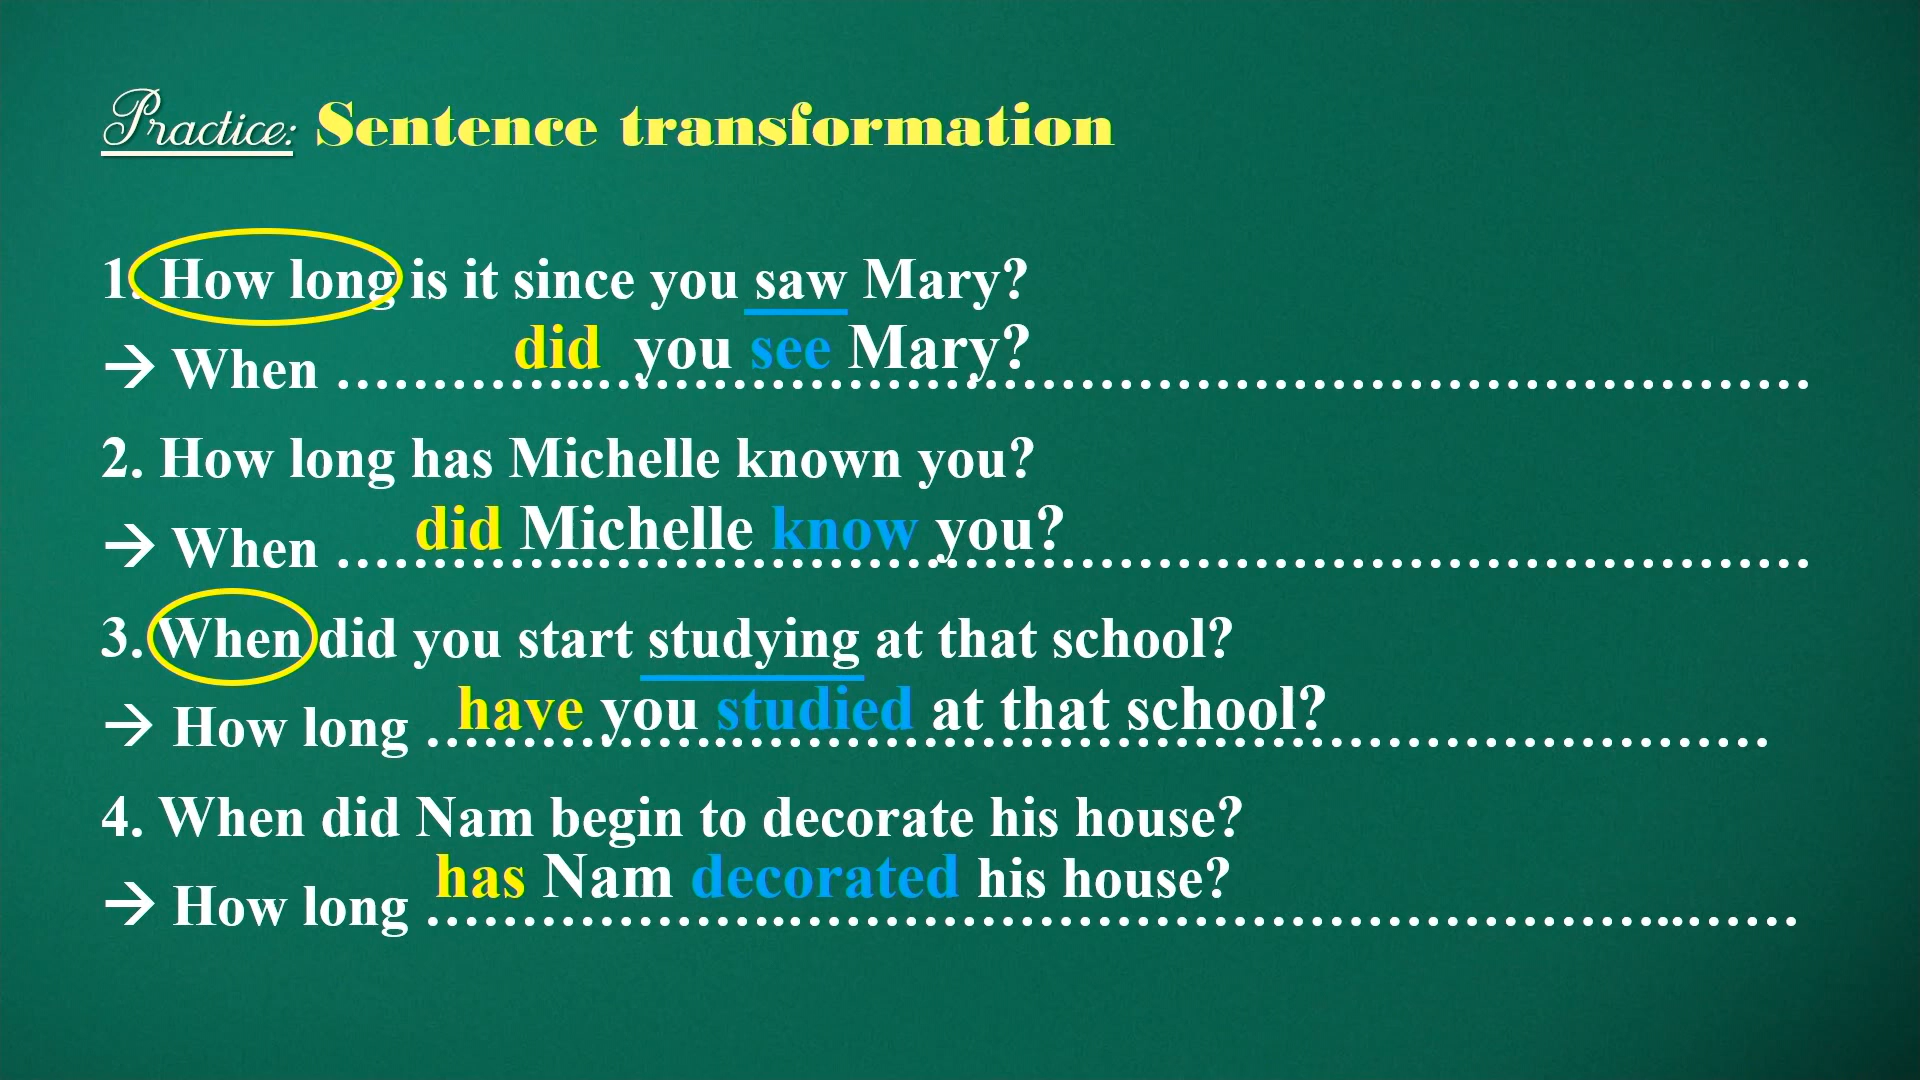 Practice: Sentence transformation
1. How long is it since you saw Mary?
→ When did you see Mary?
2. How long has Michelle known you?
→ When did Michelle know you?
3. When did you start studying at that school?
→ How long have you studied at that school?
4. When did Nam begin to decorate his house?
→ How long has Nam decorated his house?